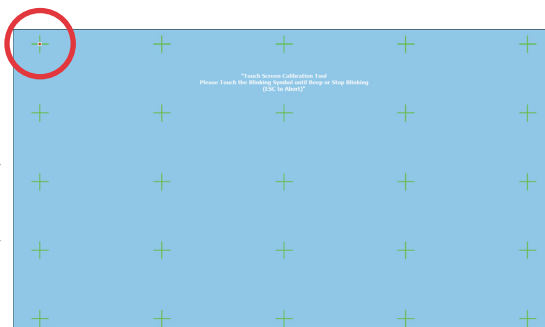 "Touch Screen Calibration Tool
Please Touch the Blinking Symbol until Beep or Stop Blinking
(ESC to Abort)"